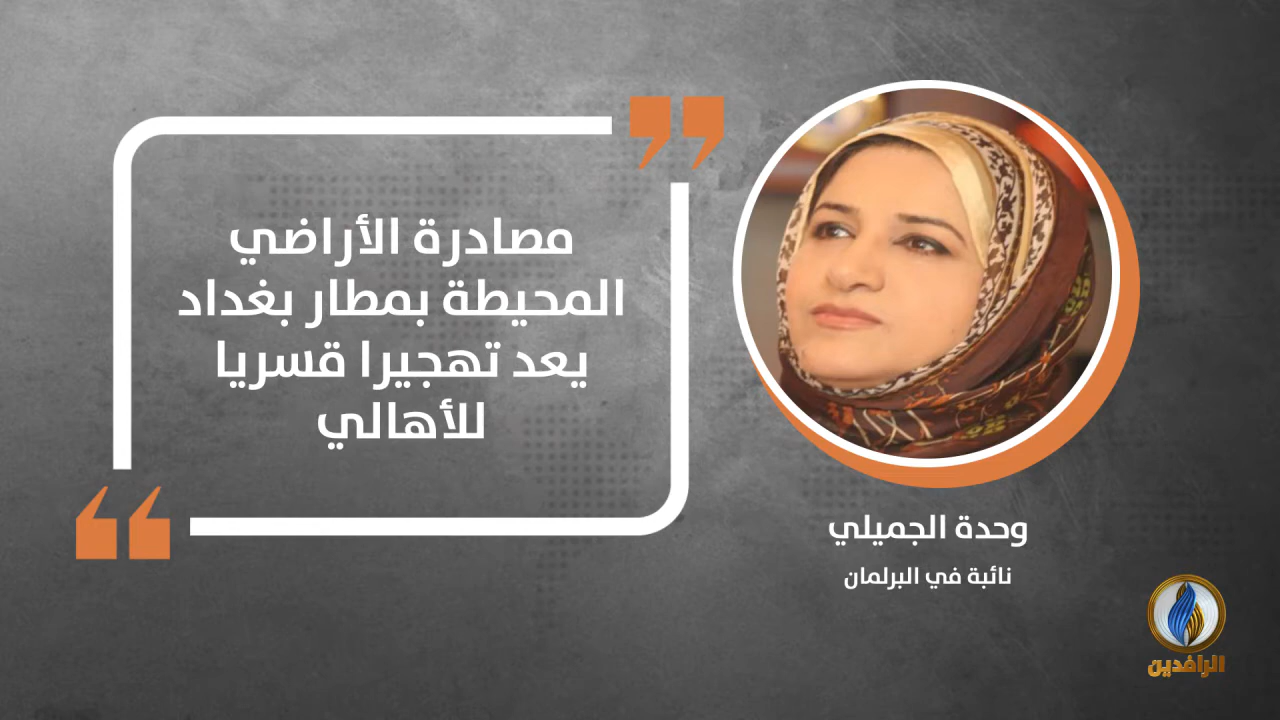 مصادرة الأراضي
المحيطة بمطار بغداد
يعد تهجيرا قسريا
للأهالي
وحدة الجميلي
نائبة في البرلمان
الرافدين